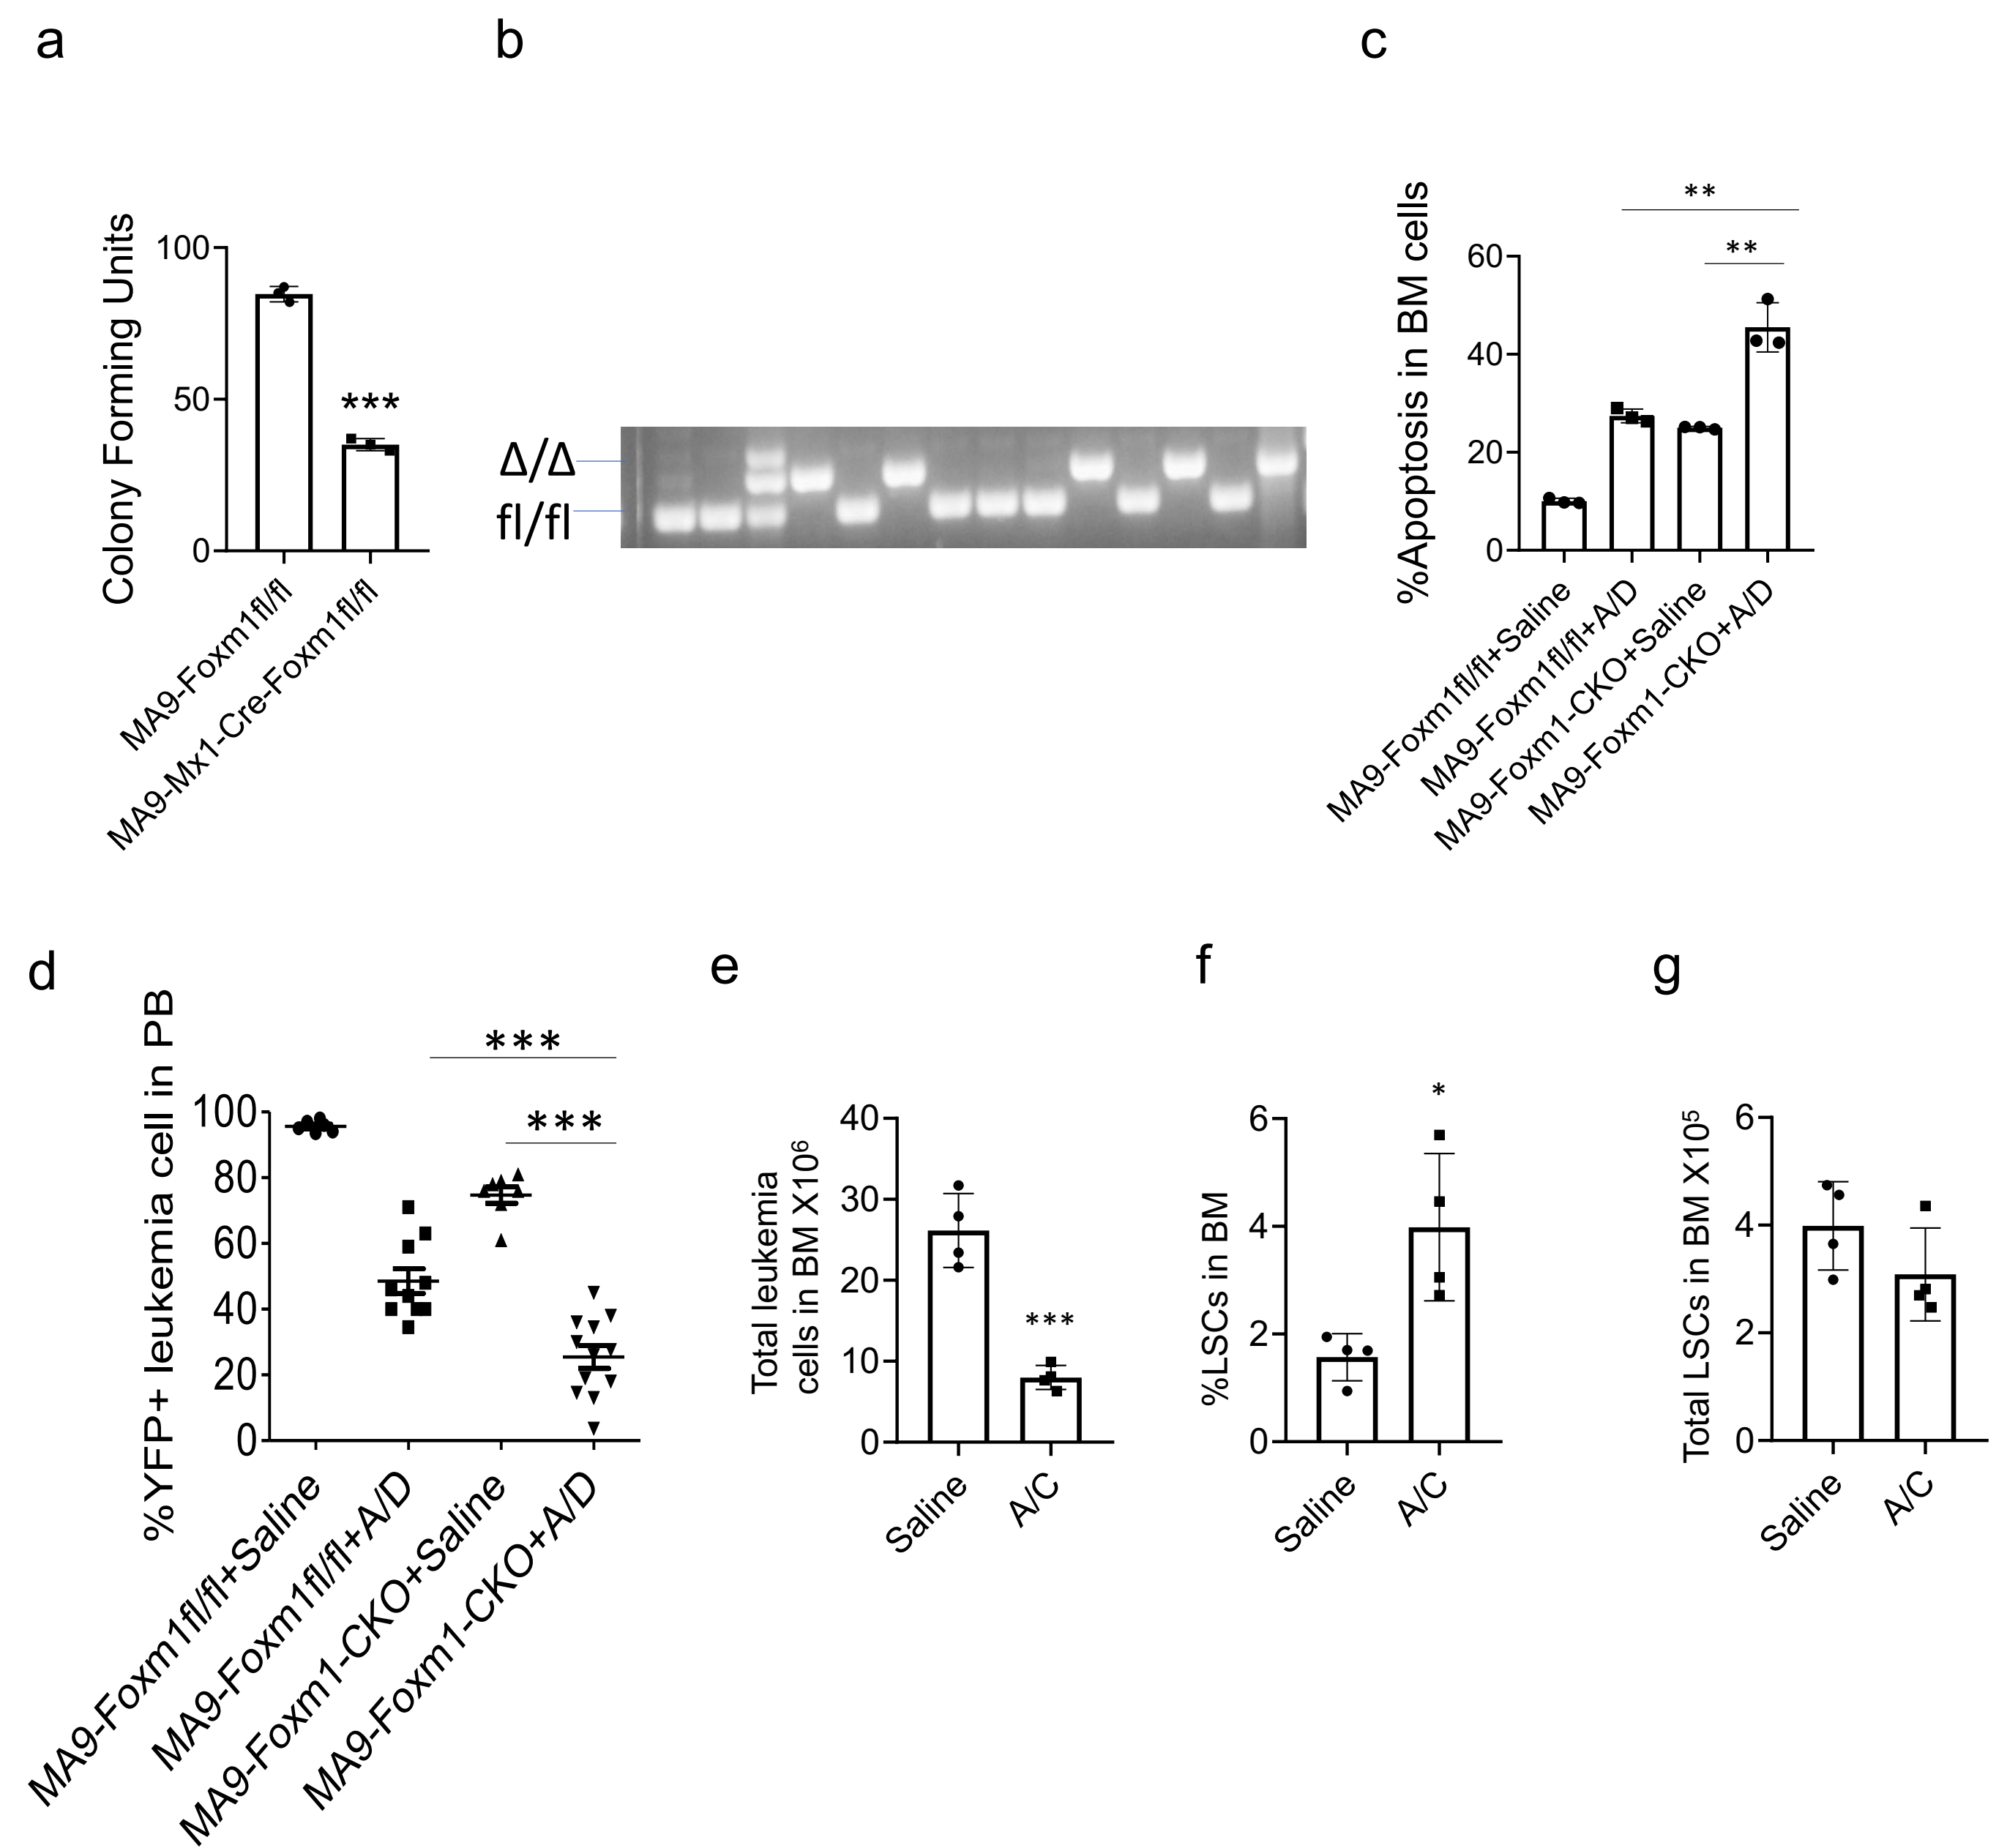 a
Colony Forming Units
100
50
0
***
MA9-Foxm1fl/fl
MA9-Mx1-Cre-Foxm1fl/fl
b
Δ/Δ
fl/fl
c
%Apoptosis in BM cells
60
40
20
0
**
**
MA9-Foxm1fl/fl+Saline
MA9-Foxm1fl/fl+A/D
MA9-Foxm1-CKO+Saline
MA9-Foxm1-CKO+A/D
d
%YFP+ leukemia cell in PB
100
80
60
40
20
0
***
***
MA9-Foxm1fl/fl+Saline
MA9-Foxm1fl/fl+A/D
MA9-Foxm1-CKO+Saline
MA9-Foxm1-CKO+A/D
e
Total leukemia
cells in BM X10⁶
40
30
20
10
0
***
Saline
A/C
f
%LSCs in BM
6
4
2
0
*
Saline
A/C
g
Total LSCs in BM X10⁵
6
4
2
0
Saline
A/C